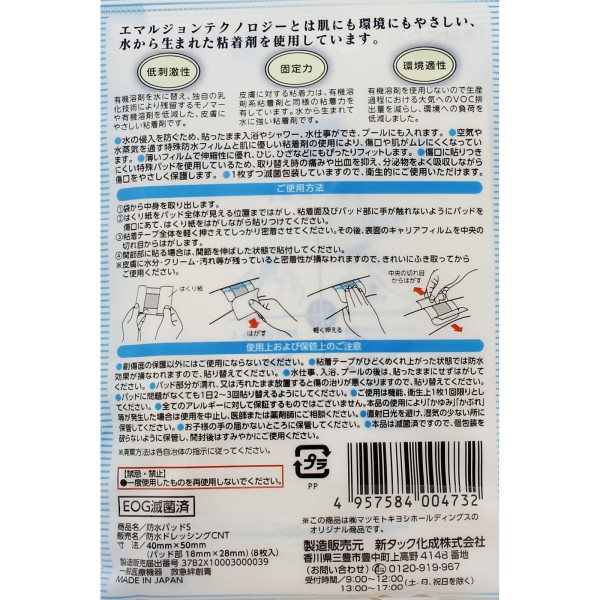 エマルジョンテクノロジーとは肌にも環境にもやさしい、
水から生まれた粘着剤を使用しています。
低刺激性
固定力
環境適性
有機溶剤を水に替え、独自の乳
化技術により残留するモノマー
や有機溶剤を低減した、皮膚に
やさしい粘着剤です。
皮膚に対する粘着力は、有機溶
剤系粘着剤と同様の粘着力を有
しています。水から生まれて
水に強い粘着剤です。
有機溶剤を使用しないので生産
過程における大気へのVOC排
出量を減らし、環境への負荷
を低減しました。
●水の侵入を防ぐため、貼ったまま入浴やシャワー、水仕事ができ、プールにも入れます。●空気や
水蒸気を通す特殊防水フィルムと肌に優しい粘着剤の使用により、傷口や肌がムレにくくなっていま
す。●薄いフィルムで伸縮性に優れ、ひじ、ひざなどにもぴったりフィットします。●傷口に貼りつき
にくい特殊パッドを使用しているため、取り替え時の痛みや出血を抑え、分泌物をよく吸収しながら
傷口をやさしく保護します。●1枚ずつ滅菌包装していますので、衛生的にご使用いただけます。
ご使用方法
①袋から中身を取り出します。
②はくり紙をパッド全体が見える位置まではがし、粘着面及びパッド部に手が触れないようにパッドを
傷口にあて、はくり紙をはがしながら貼りつけてください。
③粘着テープ全体を軽く押さえてしっかり密着させてください。その後、表面のキャリアフィルムを中央の
切れ目からはがします。
④関節部に貼る場合は、関節を伸ばした状態で貼付してください。
※皮膚に水分・クリーム・汚れ等が残っていると密着性が損なわれますので、きれいにふき取ってから
ご使用ください。
はくり紙
はがす
軽く押える
中央の切れ目
からはがす
使用上および保管上のご注意
●創傷面の保護以外にはご使用にならないでください。●粘着テープがひどくめくれ上がった状態では防水
効果が損なわれますので、貼り替えてください。●水仕事、入浴、プールの後は、貼ったままにせずはがして
ください。●パッド部分が濡れ、又は汚れたまま放置すると傷の治りが悪くなりますので、貼り替えてください。
●パッドに問題がなくても1日2～3回貼り替えるようにしてください。●ご使用は機能、衛生上1枚1回限りとし
てください。●全てのアレルギーに対して保証するものではございません。本品の使用により「かゆみ」「かぶれ」
等が発生した場合は使用を中止し、医師または薬剤師にご相談ください。●直射日光を避け、湿気の少ない所に
保管してください。●お子様の手の届かないところに保管してください。●本品は滅菌済ですので、個包装を
破らないように保管し、開封後はすみやかにご使用ください。
※廃棄方法は各自治体の指示に従ってください。
【禁忌・禁止】
●一度使用したものを再使用しないでください。
プラ
PP
4 957584 004732
EOG滅菌済
商品名/防水パッドS
販売名/防水ドレッシングCNT
寸 法/40mm×50mm
(パッド部 18mm×28mm)(8枚入)
製造販売届出番号 37B2X10003000039
一般医療機器 救急絆創膏
MADE IN JAPAN
※この商品は(株)マツモトキヨシホールディングスの
オリジナル商品です。
製造販売元 新タック化成株式会社
香川県三豊市豊中町上高野 4148 番地
(お問い合わせ) 0120-919-967
受付時間/9:00～12:00
13:00～17:00(土・月、祝日を除く)